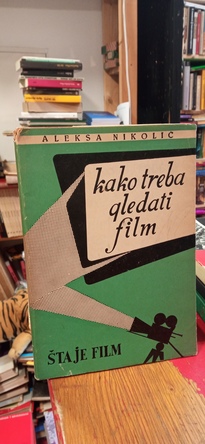 ALEKSA NIKOLIĆ
kako treba
gledati
film
ŠTA JE FILM